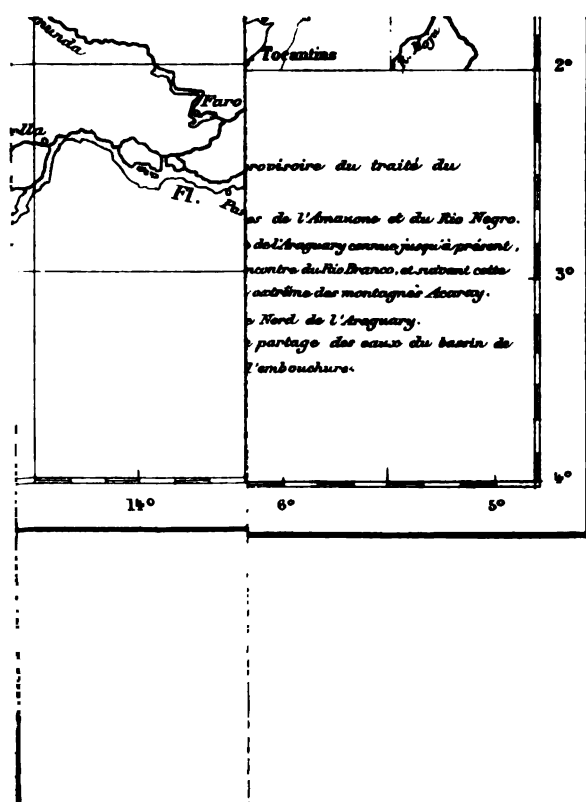 Tocantins
2°
Faro
Fl.
rovisoire du traité du
es de l'Amazone et du Rio Negro.
de l'Araguary connus jusqu'à présent,
ncontre du Rio Branco, et suivant cette
extrême des montagnes Acaray.
3°
e Nord de l'Araguary.
partage des eaux du bassin de
l'embouchure.
4°
14° 6° 5°